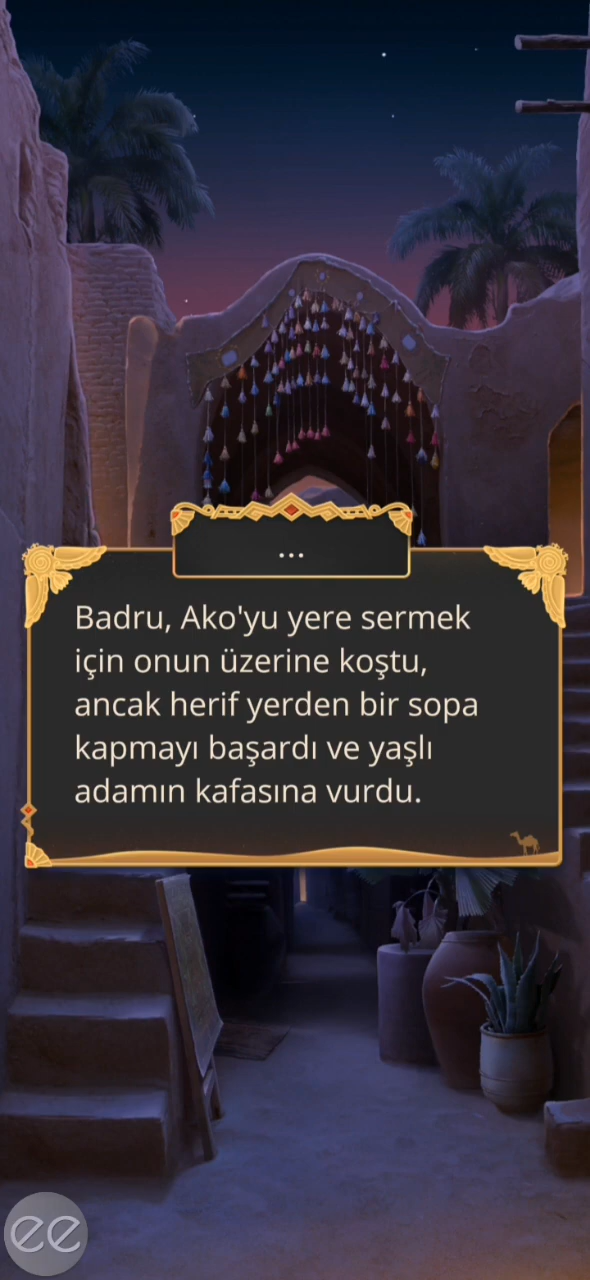 ...
Badru, Ako'yu yere sermek
için onun üzerine koştu,
ancak herif yerden bir sopa
kapmayı başardı ve yaşlı
adamın kafasına vurdu.
ee